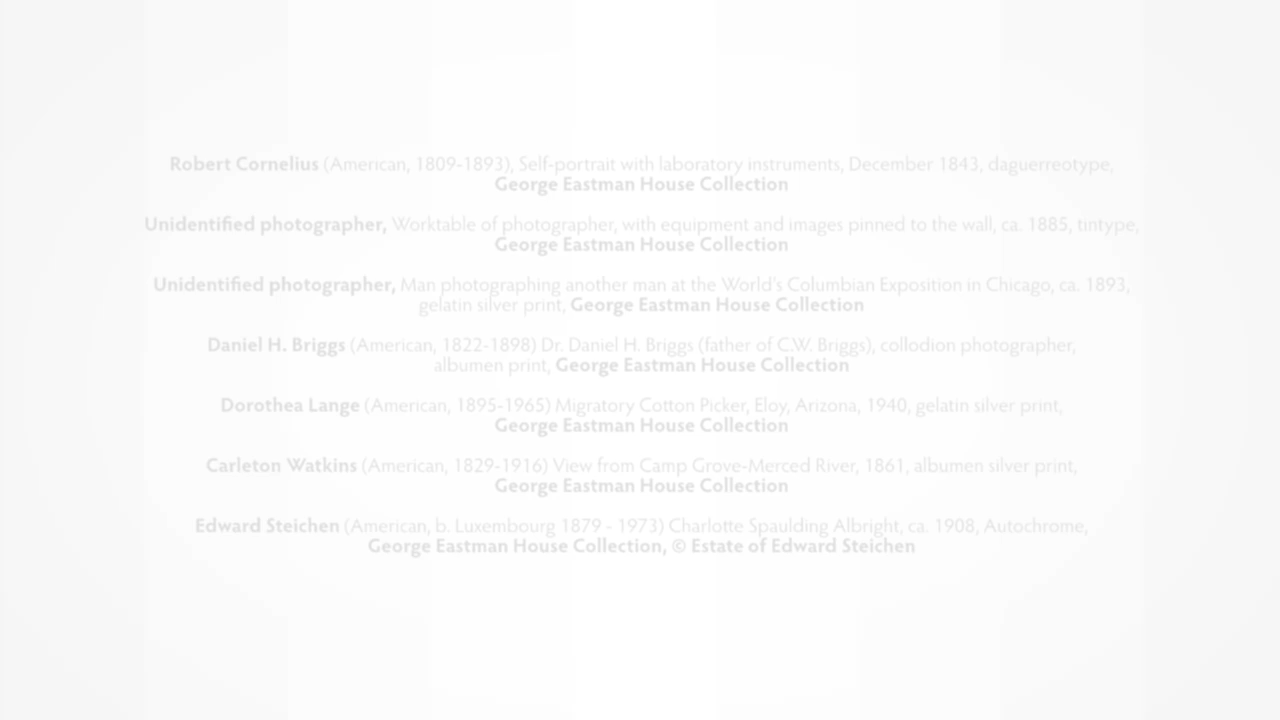 Robert Cornelius (American, 1809-1893), Self-portrait with laboratory instruments, December 1843, daguerreotype,
George Eastman House Collection
Unidentified photographer, Worktable of photographer, with equipment and images pinned to the wall, ca. 1885, tintype,
George Eastman House Collection
Unidentified photographer, Man photographing another man at the World's Columbian Exposition in Chicago, ca. 1893,
gelatin silver print, George Eastman House Collection
Daniel H. Briggs (American, 1822-1898) Dr. Daniel H. Briggs (father of C.W. Briggs), collodion photographer,
albumen print, George Eastman House Collection
Dorothea Lange (American, 1895-1965) Migratory Cotton Picker, Eloy, Arizona, 1940, gelatin silver print,
George Eastman House Collection
Carleton Watkins (American, 1829-1916) View from Camp Grove-Merced River, 1861, albumen silver print,
George Eastman House Collection
Edward Steichen (American, b. Luxembourg 1879 - 1973) Charlotte Spaulding Albright, ca. 1908, Autochrome,
George Eastman House Collection, © Estate of Edward Steichen